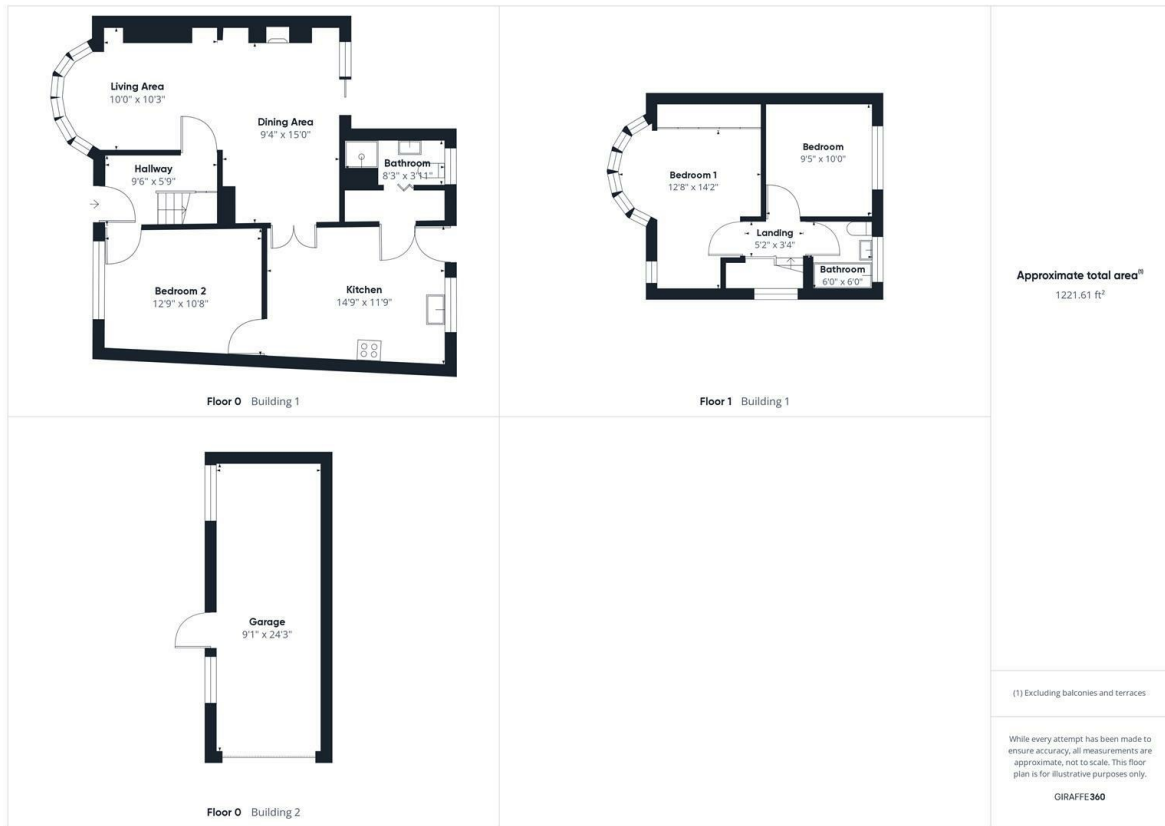 Living Area
10'0" x 10'3"
Dining Area
9'4" x 15'0"
Hallway
9'6" x 5'9"
Bathroom
8'3" x 3'11"
Bedroom 2
12'9" x 10'8"
Kitchen
14'9" x 11'9"
Floor 0 Building 1
Bedroom
9'5" x 10'0"
Bedroom 1
12'8" x 14'2"
Landing
5'2" x 3'4"
Bathroom
6'0" x 6'0"
Floor 1 Building 1
Garage
9'1" x 24'3"
Floor 0 Building 2
Approximate total area(1)
1221.61 ft²
(1) Excluding balconies and terraces
While every attempt has been made to
ensure accuracy, all measurements are
approximate, not to scale. This floor
plan is for illustrative purposes only.
GIRAFFE360